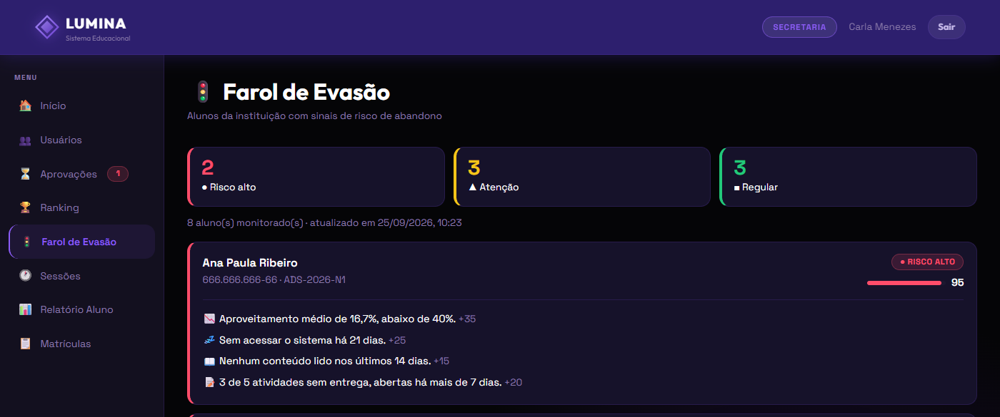 LUMINA
Sistema Educacional
SECRETARIA
Carla Menezes
Sair
MENU
Início
Usuários
Aprovações 1
Ranking
Farol de Evasão
Sessões
Relatório Aluno
Matrículas
Farol de Evasão
Alunos da instituição com sinais de risco de abandono
2
● Risco alto
3
▲ Atenção
3
■ Regular
8 aluno(s) monitorado(s) · atualizado em 25/09/2026, 10:23
Ana Paula Ribeiro
666.666.666-66 · ADS-2026-N1
● RISCO ALTO
95
Aproveitamento médio de 16,7%, abaixo de 40%. +35
Sem acessar o sistema há 21 dias. +25
Nenhum conteúdo lido nos últimos 14 dias. +15
3 de 5 atividades sem entrega, abertas há mais de 7 dias. +20